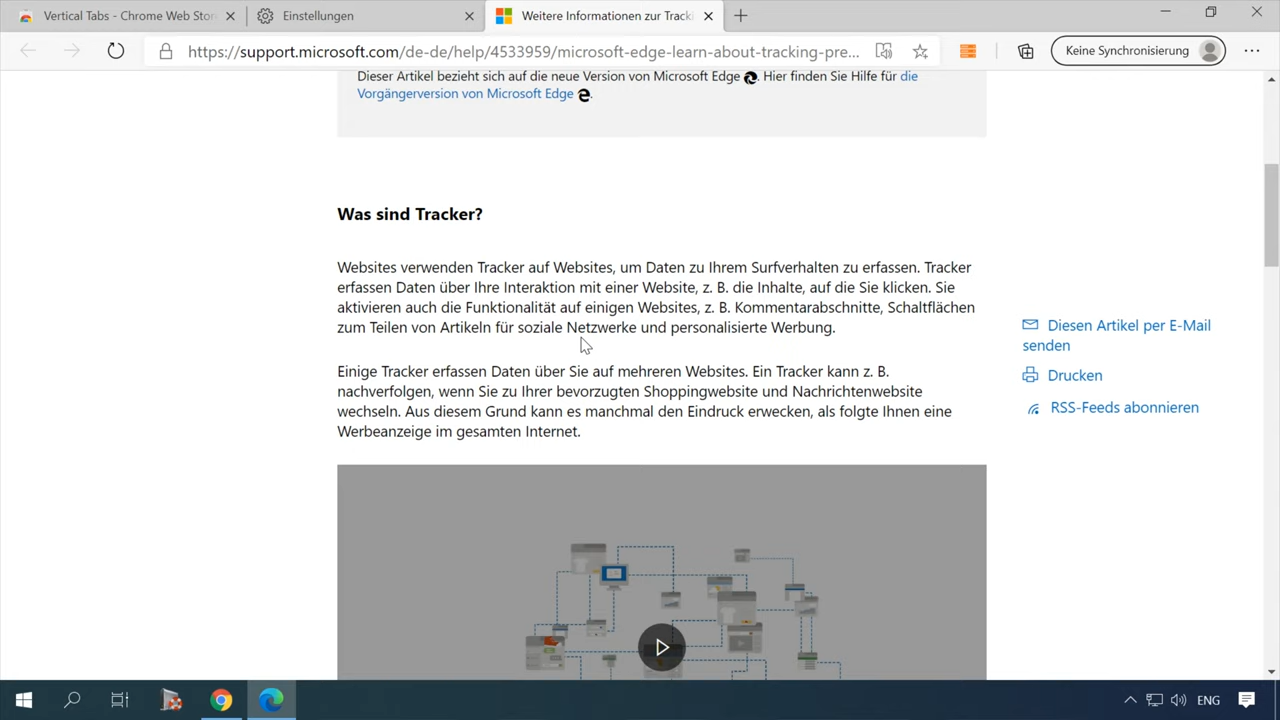 Vertical Tabs - Chrome Web Stor
Einstellungen
Weitere Informationen zur Tracki
https://support.microsoft.com/de-de/help/4533959/microsoft-edge-learn-about-tracking-pre...
Keine Synchronisierung
Dieser Artikel bezieht sich auf die neue Version von Microsoft Edge . Hier finden Sie Hilfe für die
Vorgängerversion von Microsoft Edge .
Was sind Tracker?
Websites verwenden Tracker auf Websites, um Daten zu Ihrem Surfverhalten zu erfassen. Tracker
erfassen Daten über Ihre Interaktion mit einer Website, z. B. die Inhalte, auf die Sie klicken. Sie
aktivieren auch die Funktionalität auf einigen Websites, z. B. Kommentarabschnitte, Schaltflächen
zum Teilen von Artikeln für soziale Netzwerke und personalisierte Werbung.
Einige Tracker erfassen Daten über Sie auf mehreren Websites. Ein Tracker kann z. B.
nachverfolgen, wenn Sie zu Ihrer bevorzugten Shoppingwebsite und Nachrichtenwebsite
wechseln. Aus diesem Grund kann es manchmal den Eindruck erwecken, als folgte Ihnen eine
Werbeanzeige im gesamten Internet.
Diesen Artikel per E-Mail
senden
Drucken
RSS-Feeds abonnieren
ENG